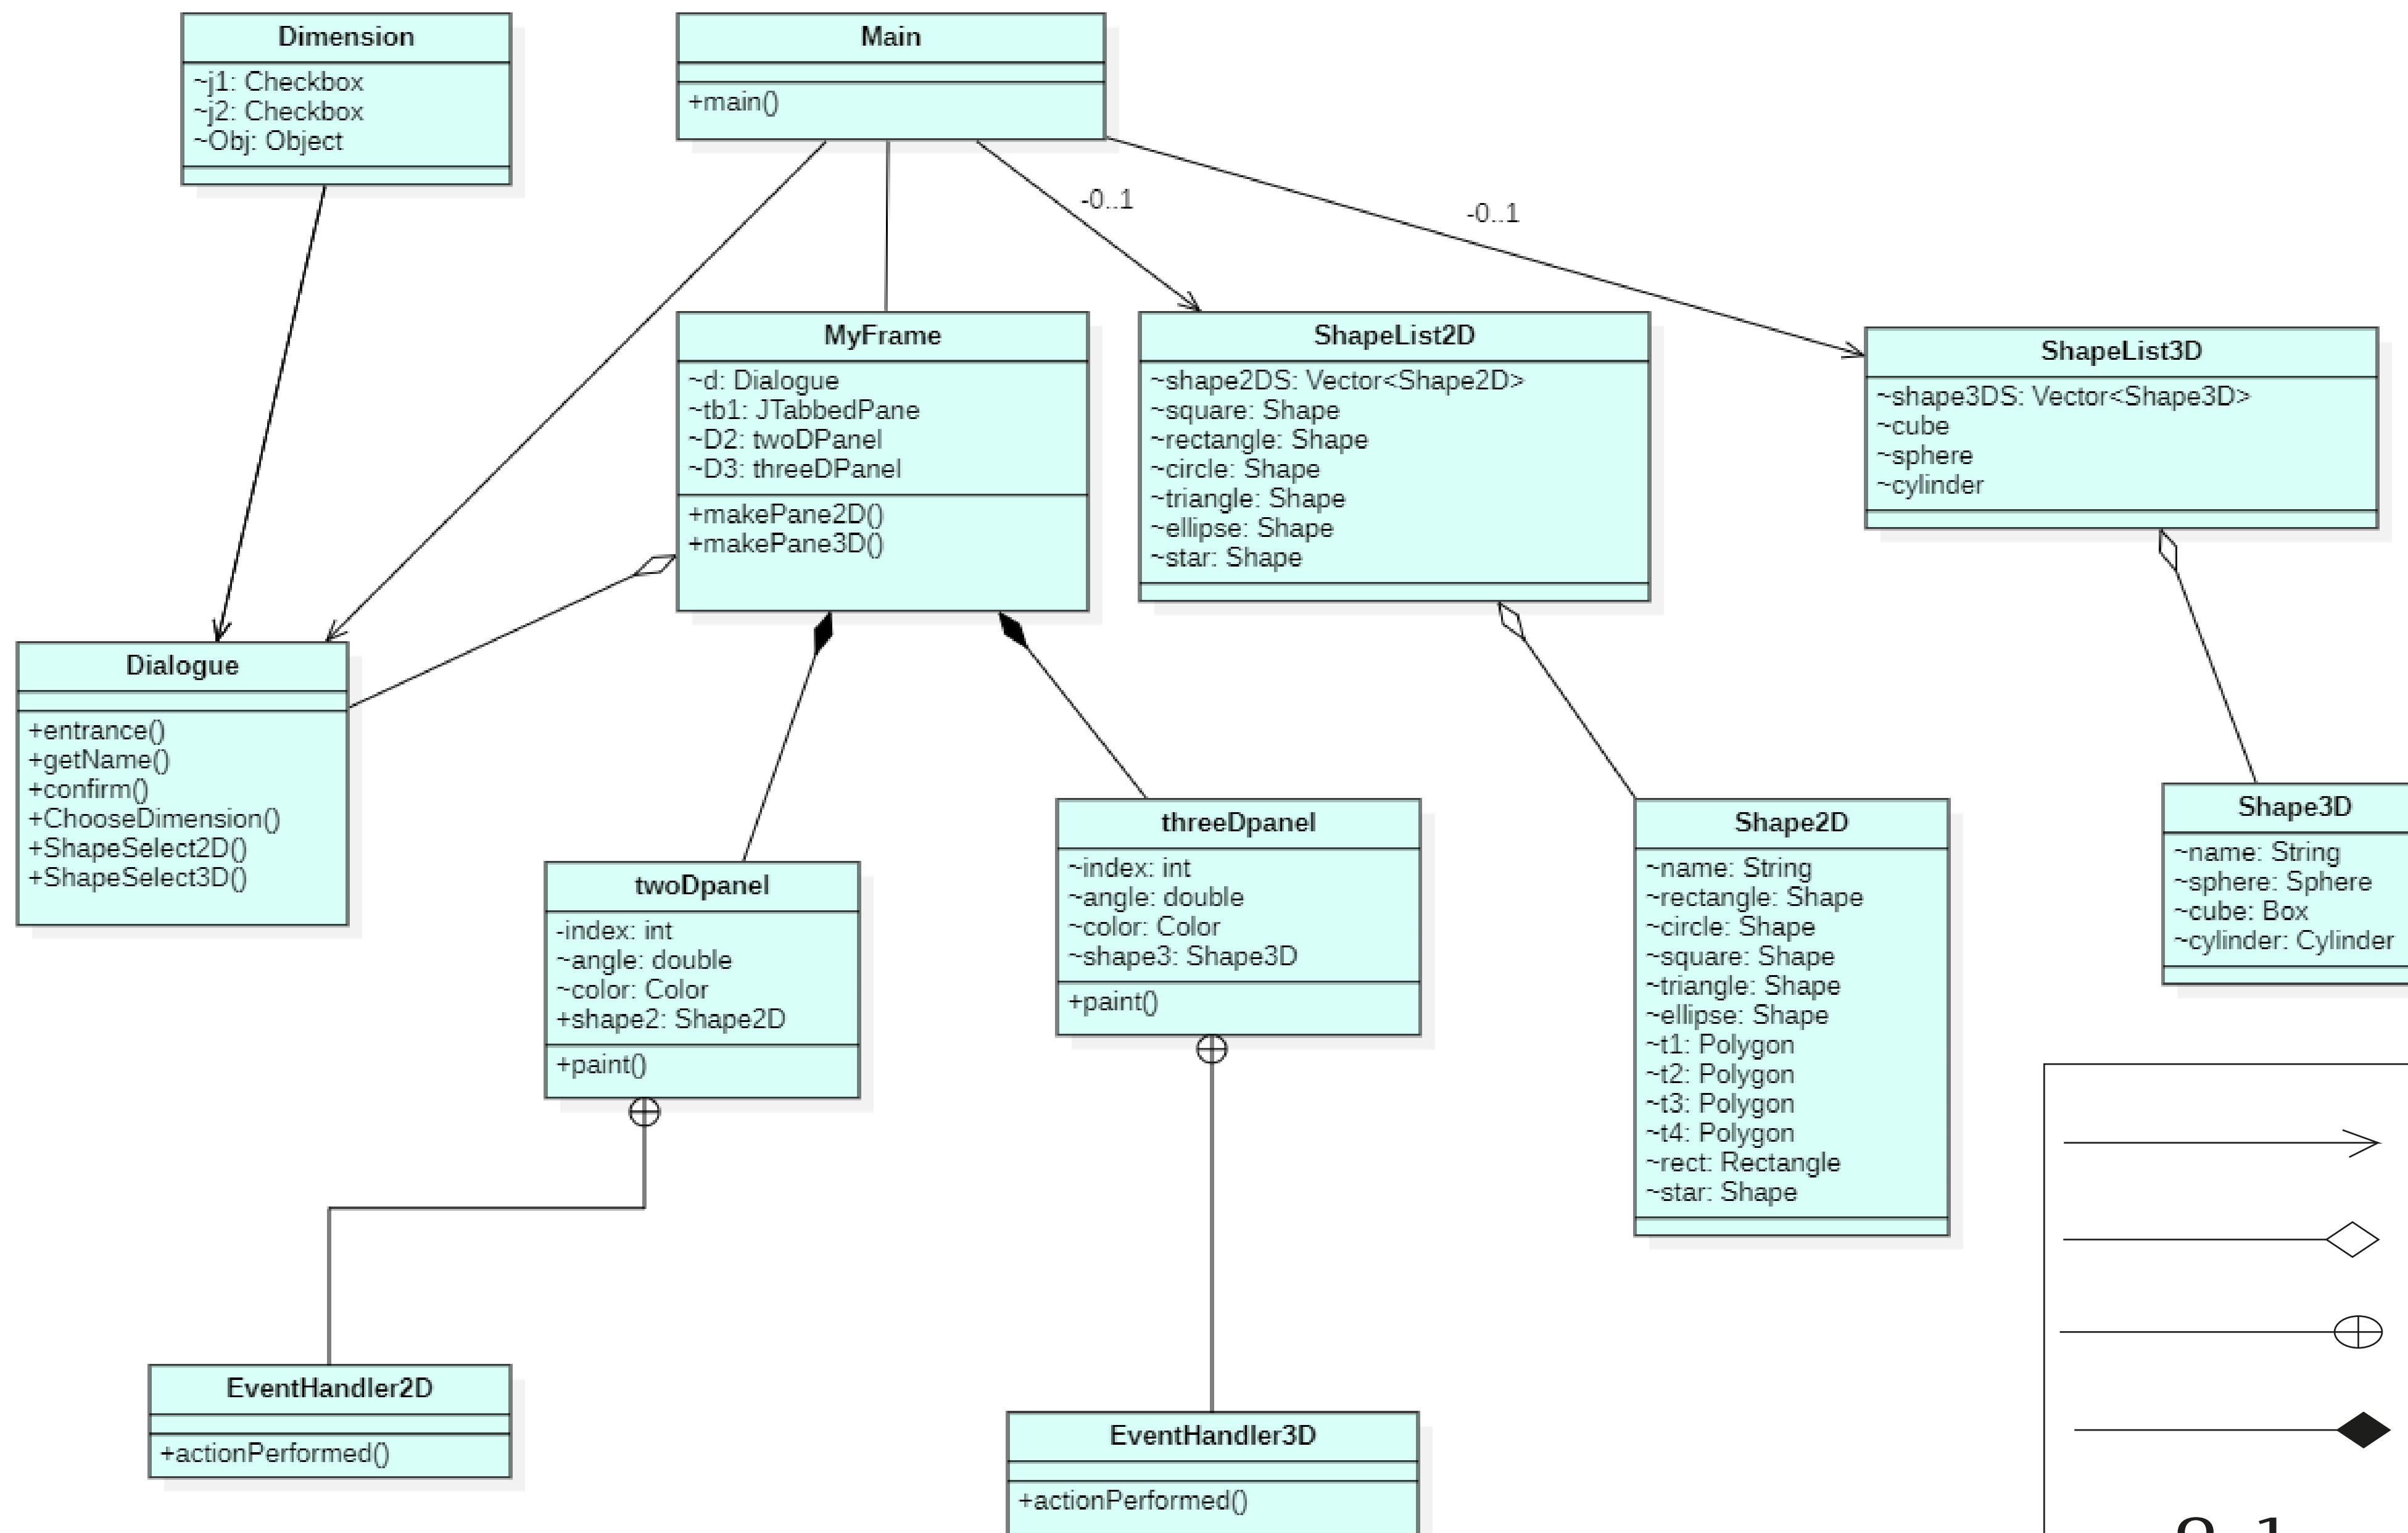 Dimension
~j1: Checkbox
~j2: Checkbox
~Obj: Object
Main
+main()
-0..1
-0..1
MyFrame
~d: Dialogue
~tb1: JTabbedPane
~D2: twoDPanel
~D3: threeDPanel
+makePane2D()
+makePane3D()
ShapeList2D
~shape2DS: Vector<Shape2D>
~square: Shape
~rectangle: Shape
~circle: Shape
~triangle: Shape
~ellipse: Shape
~star: Shape
ShapeList3D
~shape3DS: Vector<Shape3D>
~cube
~sphere
~cylinder
Dialogue
+entrance()
+getName()
+confirm()
+ChooseDimension()
+ShapeSelect2D()
+ShapeSelect3D()
twoDpanel
-index: int
~angle: double
~color: Color
+shape2: Shape2D
+paint()
threeDpanel
~index: int
~angle: double
~color: Color
~shape3: Shape3D
+paint()
Shape2D
~name: String
~rectangle: Shape
~circle: Shape
~square: Shape
~triangle: Shape
~ellipse: Shape
~t1: Polygon
~t2: Polygon
~t3: Polygon
~t4: Polygon
~rect: Rectangle
~star: Shape
Shape3D
~name: String
~sphere: Sphere
~cube: Box
~cylinder: Cylinder
EventHandler2D
+actionPerformed()
EventHandler3D
+actionPerformed()